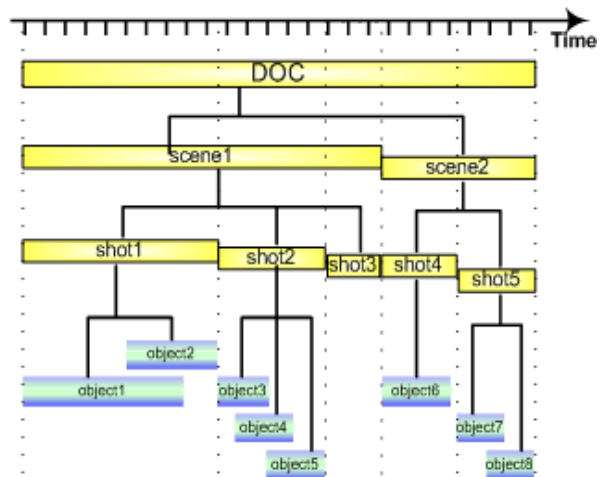 Time
DOC
scene1
scene2
shot1
shot2
shot3
shot4
shot5
object2
object1
object3
object6
object4
object7
object5
object8